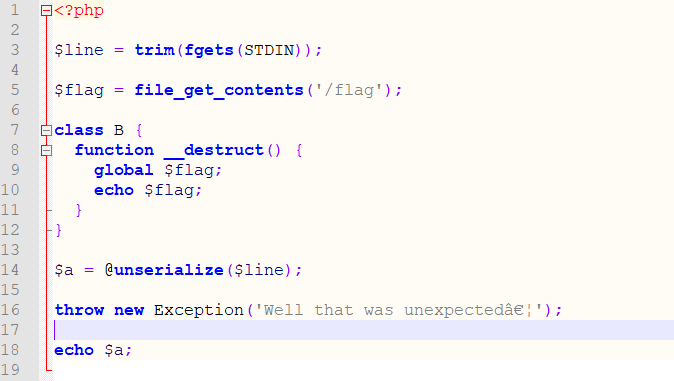 1 <?php
2
3 $line = trim(fgets(STDIN));
4
5 $flag = file_get_contents('/flag');
6
7 class B {
8 function __destruct() {
9 global $flag;
10 echo $flag;
11 }
12 }
13
14 $a = @unserialize($line);
15
16 throw new Exception('Well that was unexpectedâ€¦');
17
18 echo $a;
19